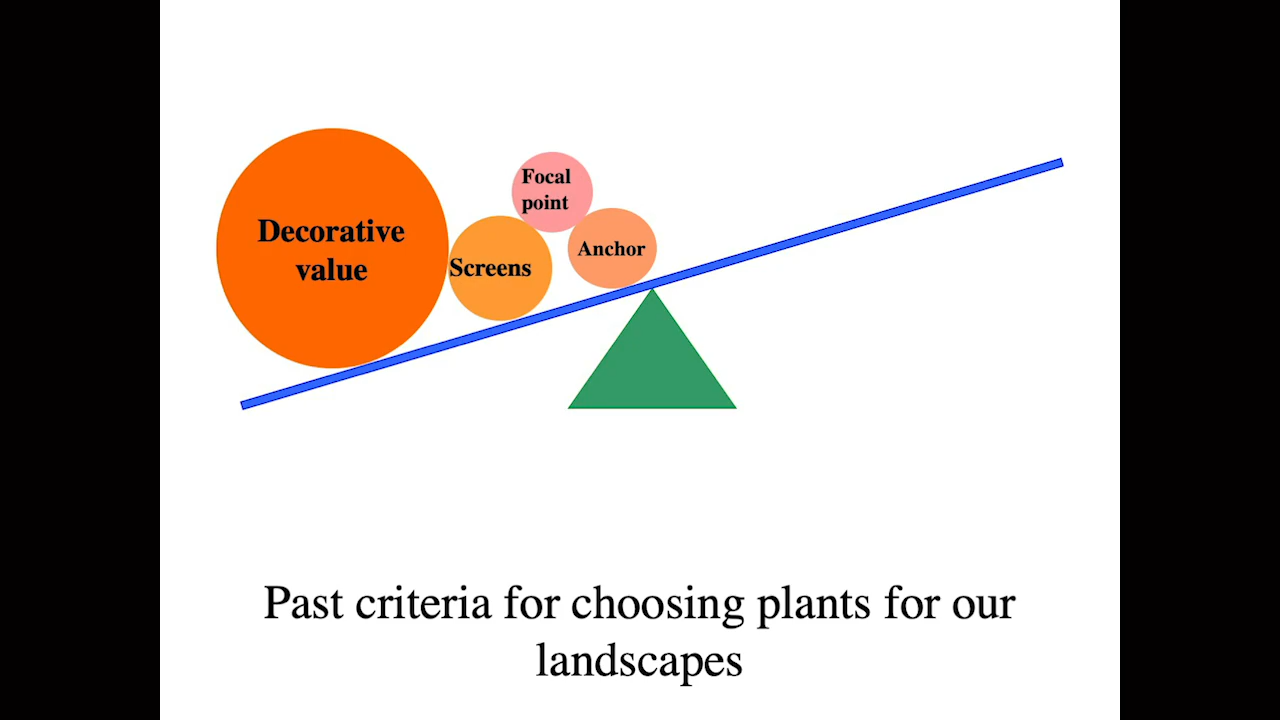 Focal
point
Decorative
value
Screens
Anchor
Past criteria for choosing plants for our
landscapes